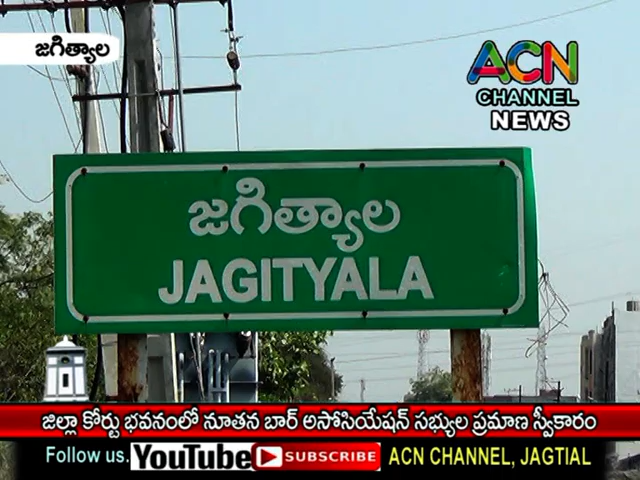 జగిత్యాల
ACN
CHANNEL
NEWS
జగిత్యాల
JAGITYALA
జిల్లా కోర్టు భవనంలో నూతన బార్ అసోసియేషన్ సభ్యుల ప్రమాణ స్వీకారం
Follow us. YouTube SUBSCRIBE ACN CHANNEL, JAGTIAL